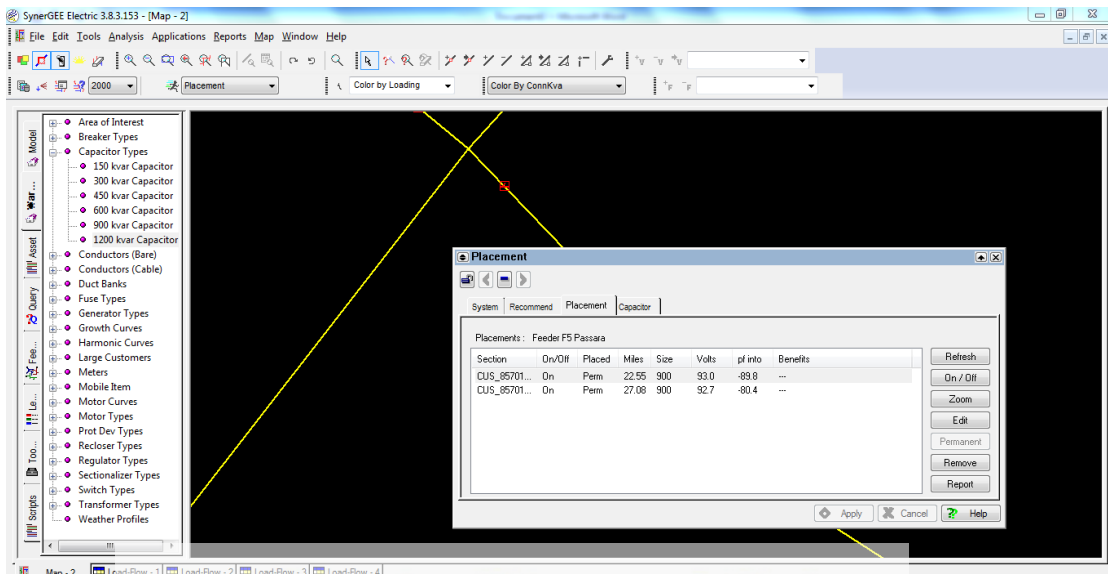 SynerGEE Electric 3.8.3.153 - [Map - 2]
File Edit Tools Analysis Applications Reports Map Window Help
2000 Placement Color by Loading Color By ConnKva
Model
War...
Asset
Query
Fee...
Le...
Too...
Scripts
Area of Interest
Breaker Types
Capacitor Types
150 kvar Capacitor
300 kvar Capacitor
450 kvar Capacitor
600 kvar Capacitor
900 kvar Capacitor
1200 kvar Capacitor
Conductors (Bare)
Conductors (Cable)
Duct Banks
Fuse Types
Generator Types
Growth Curves
Harmonic Curves
Large Customers
Meters
Mobile Item
Motor Curves
Motor Types
Prot Dev Types
Recloser Types
Regulator Types
Sectionalizer Types
Switch Types
Transformer Types
Weather Profiles
Placement
System Recommend Placement Capacitor
Placements : Feeder F5 Passara
Section On/Off Placed Miles Size Volts pf into Benefits
CUS_85701... On Perm 22.55 900 93.0 -89.8 ---
CUS_85701... On Perm 27.08 900 92.7 -80.4 ---
Refresh
On / Off
Zoom
Edit
Permanent
Remove
Report
Apply Cancel Help
Map - 2 Load-Flow - 1 Load-Flow - 2 Load-Flow - 3 Load-Flow - 4